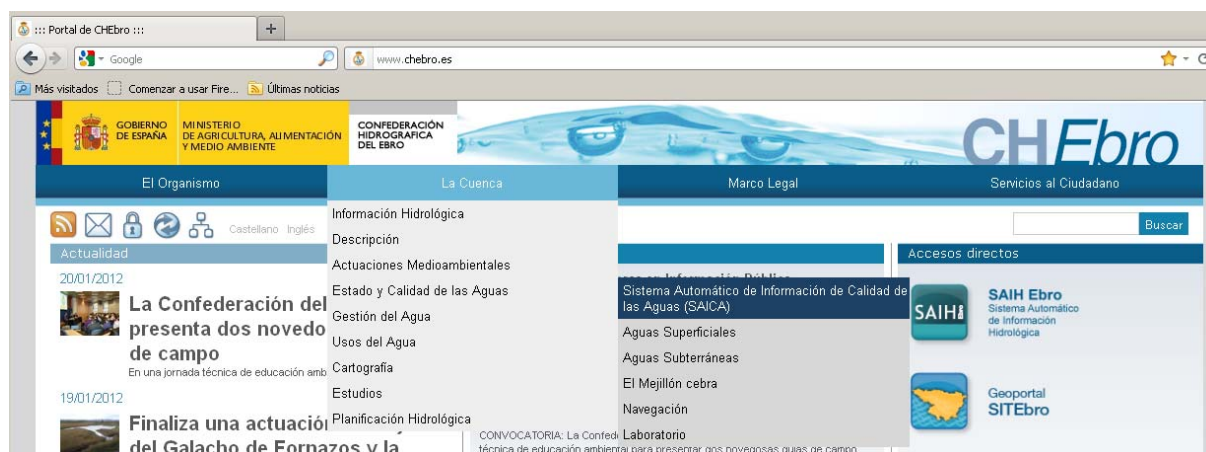 ::: Portal de CHEbro :::
+
Google
www.chebro.es
Más visitados Comenzar a usar Fire... Últimas noticias
GOBIERNO
DE ESPAÑA
MINISTERIO
DE AGRICULTURA, ALIMENTACIÓN
Y MEDIO AMBIENTE
CONFEDERACIÓN
HIDROGRAFICA
DEL EBRO
CHEbro
El Organismo La Cuenca Marco Legal Servicios al Ciudadano
Castellano Inglés
Buscar
Información Hidrológica
Descripción
Actuaciones Medioambientales
Estado y Calidad de las Aguas
Gestión del Agua
Usos del Agua
Cartografía
Estudios
Planificación Hidrológica
Sistema Automático de Información de Calidad de
las Aguas (SAICA)
Aguas Superficiales
Aguas Subterráneas
El Mejillón cebra
Navegación
Laboratorio
Actualidad
20/01/2012
La Confederación del
presenta dos novedo
de campo
En una jornada técnica de educación amb
19/01/2012
Finaliza una actuación
del Galacho de Fornazos y la
en Información Pública
CONVOCATORIA: La Confed
técnica de educación ambiental para presentar dos novedosas guías de campo
Accesos directos
SAIH
SAIH Ebro
Sistema Automático
de Información
Hidrológica
Geoportal
SITEbro